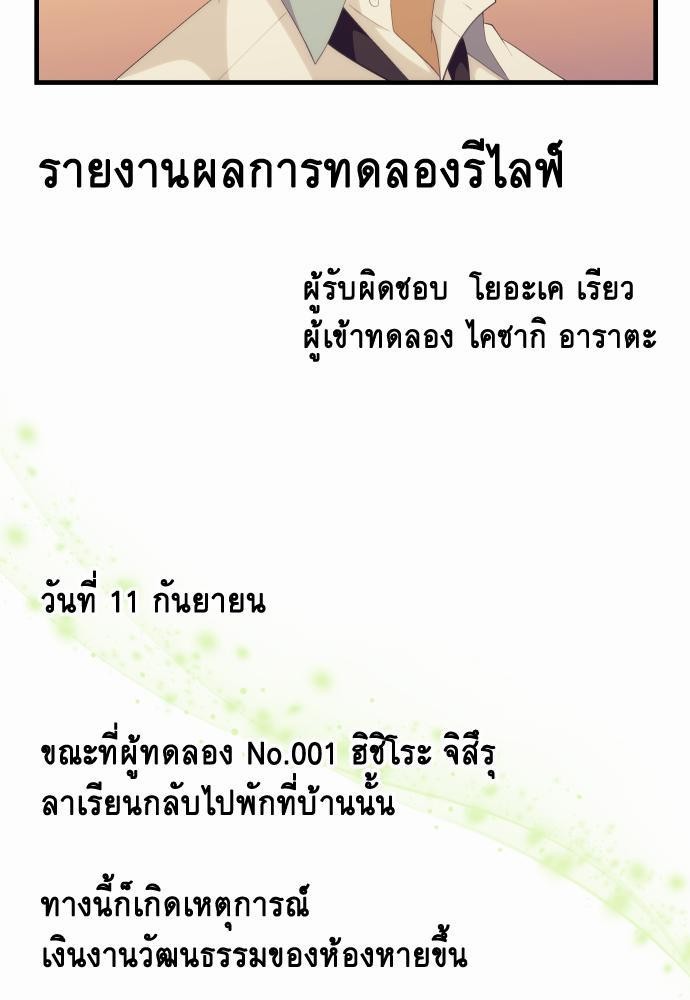 รายงานผลการทดลองรีไลฟ์
ผู้รับผิดชอบ โยอะเค เรียว
ผู้เข้าทดลอง ไคซากิ อาราตะ
วันที่ 11 กันยายน
ขณะที่ผู้ทดลอง No.001 ฮิชิโระ จิสึรุ
ลาเรียนกลับไปพักที่บ้านนั้น
ทางนี้ก็เกิดเหตุการณ์
เงินงานวัฒนธรรมของห้องหายขึ้น